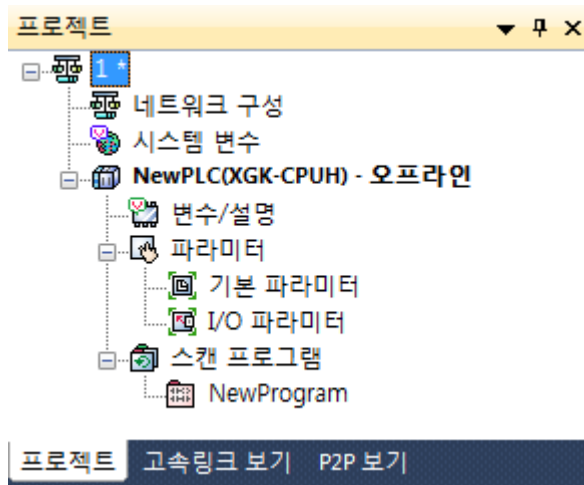 프로젝트
1 *
네트워크 구성
시스템 변수
NewPLC(XGK-CPUH) - 오프라인
변수/설명
파라미터
기본 파라미터
I/O 파라미터
스캔 프로그램
NewProgram
프로젝트 고속링크 보기 P2P 보기